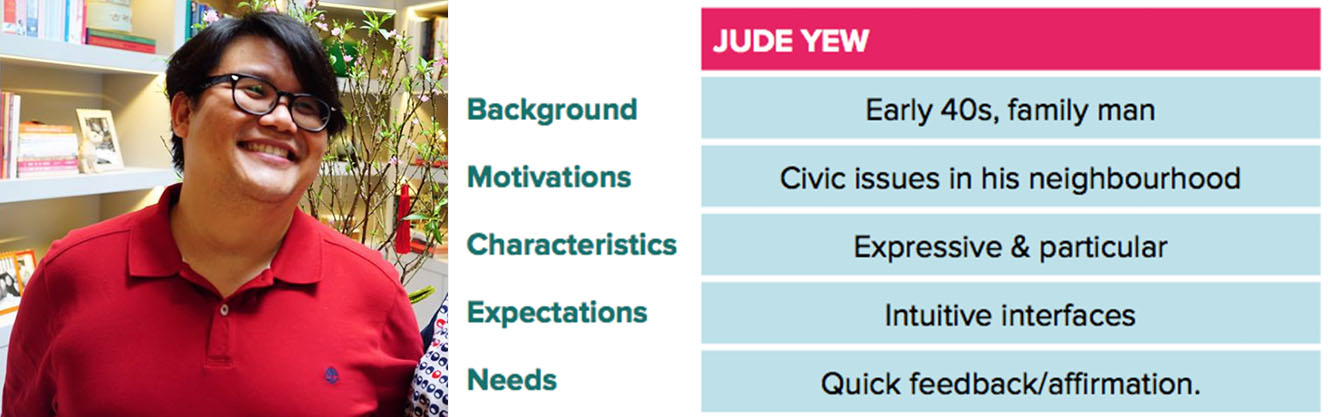 JUDE YEW
Background Early 40s, family man
Motivations Civic issues in his neighbourhood
Characteristics Expressive & particular
Expectations Intuitive interfaces
Needs Quick feedback/affirmation.